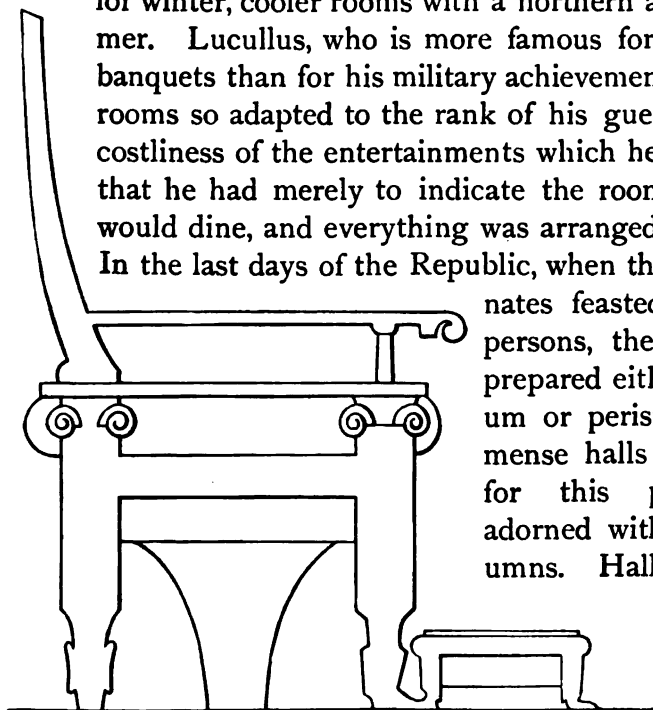 for winter, cooler rooms with a northern a
mer. Lucullus, who is more famous for
banquets than for his military achievemen
rooms so adapted to the rank of his gue
costliness of the entertainments which he
that he had merely to indicate the room
would dine, and everything was arranged
In the last days of the Republic, when th
nates feasted
persons, the
prepared eith
um or peris
mense halls
for this p
adorned with
umns. Hall